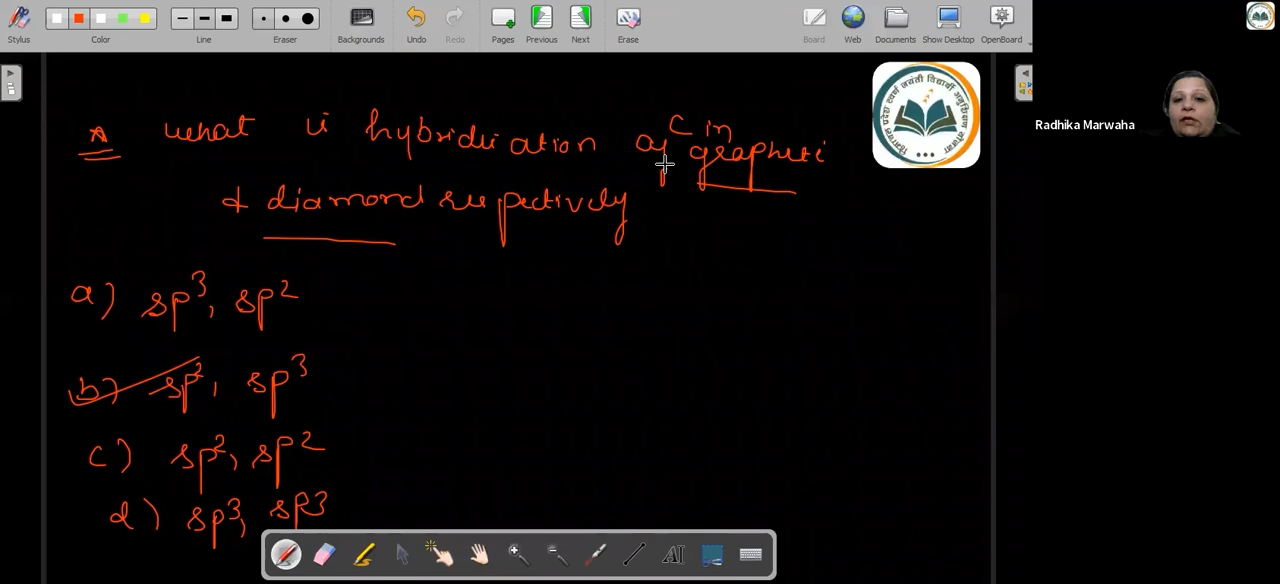 Stylus Color Line Eraser Backgrounds Undo Redo Pages Previous Next Erase Board Web Documents Show Desktop OpenBoard
Radhika Marwaha
what is hybridisation of C in graphite
& diamond respectively
a) sp³, sp²
b) sp², sp³
c) sp², sp²
d) sp³, sp3